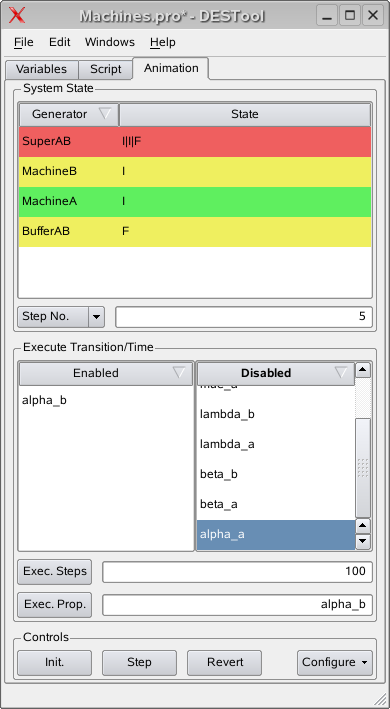 Machines.pro* - DESTool
File Edit Windows Help
Variables Script Animation
System State
Generator State
SuperAB I|I|F
MachineB I
MachineA I
BufferAB F
Step No. 5
Execute Transition/Time
Enabled Disabled
alpha_b
lambda_b
lambda_a
beta_b
beta_a
alpha_a
Exec. Steps 100
Exec. Prop. alpha_b
Controls
Init. Step Revert Configure